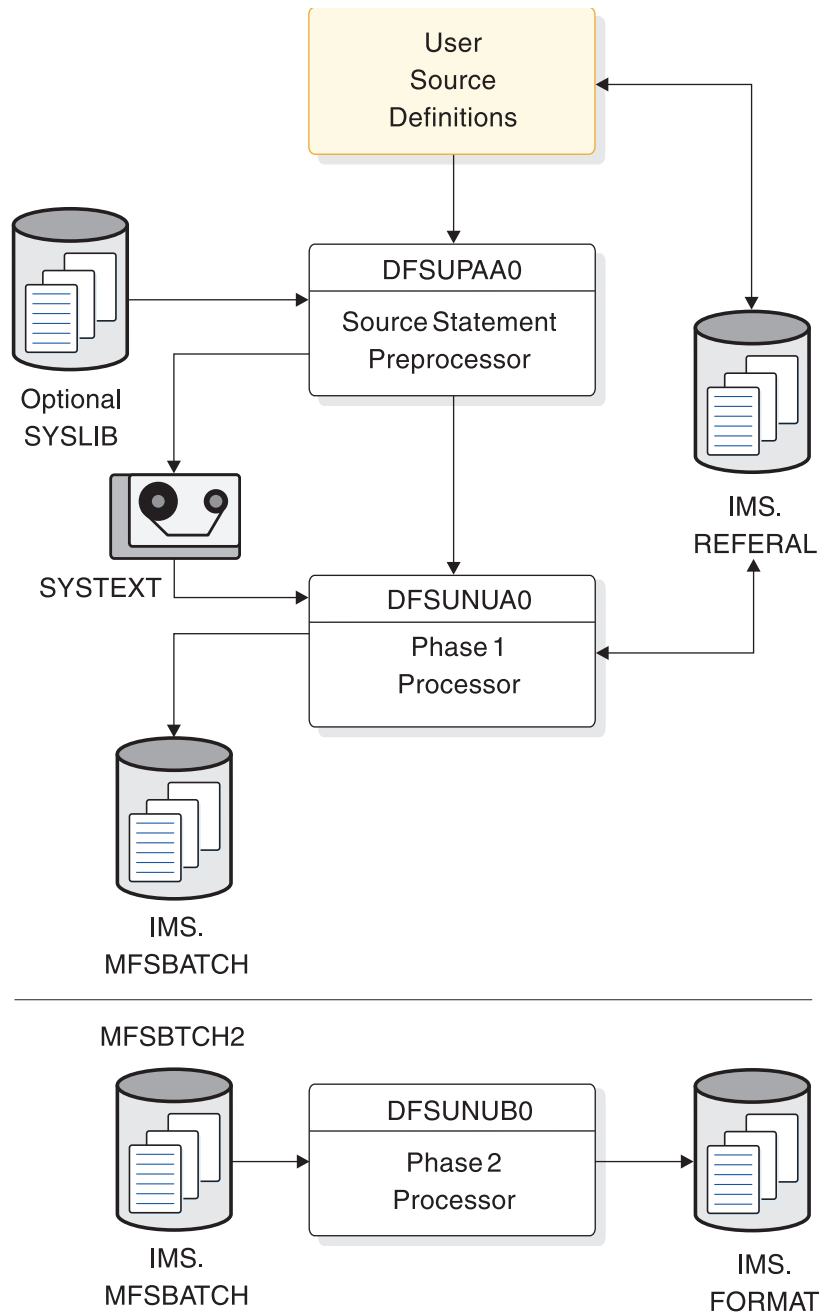 User
Source
Definitions
DFSUPAA0
Source Statement
Preprocessor
Optional
SYSLIB
IMS.
REFERAL
SYSTEXT
DFSUNUA0
Phase 1
Processor
IMS.
MFSBATCH
MFSBTCH2
DFSUNUB0
Phase 2
Processor
IMS.
MFSBATCH
IMS.
FORMAT